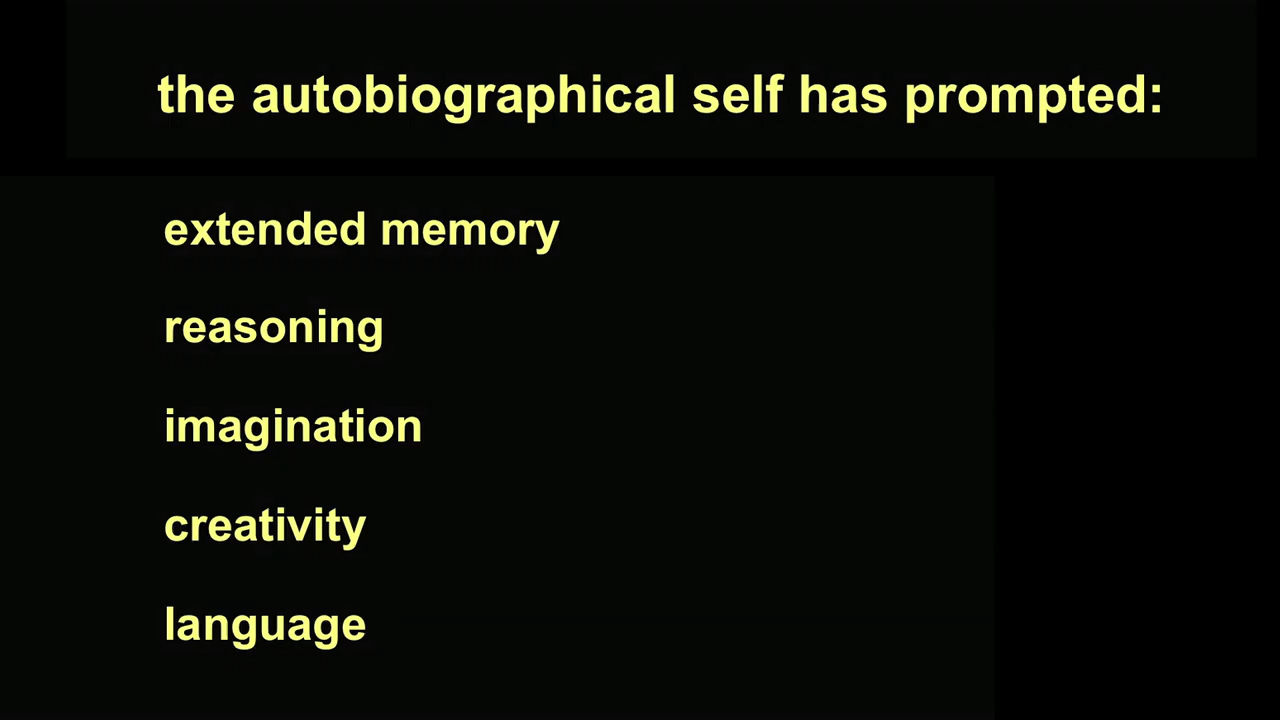 the autobiographical self has prompted:
extended memory
reasoning
imagination
creativity
language